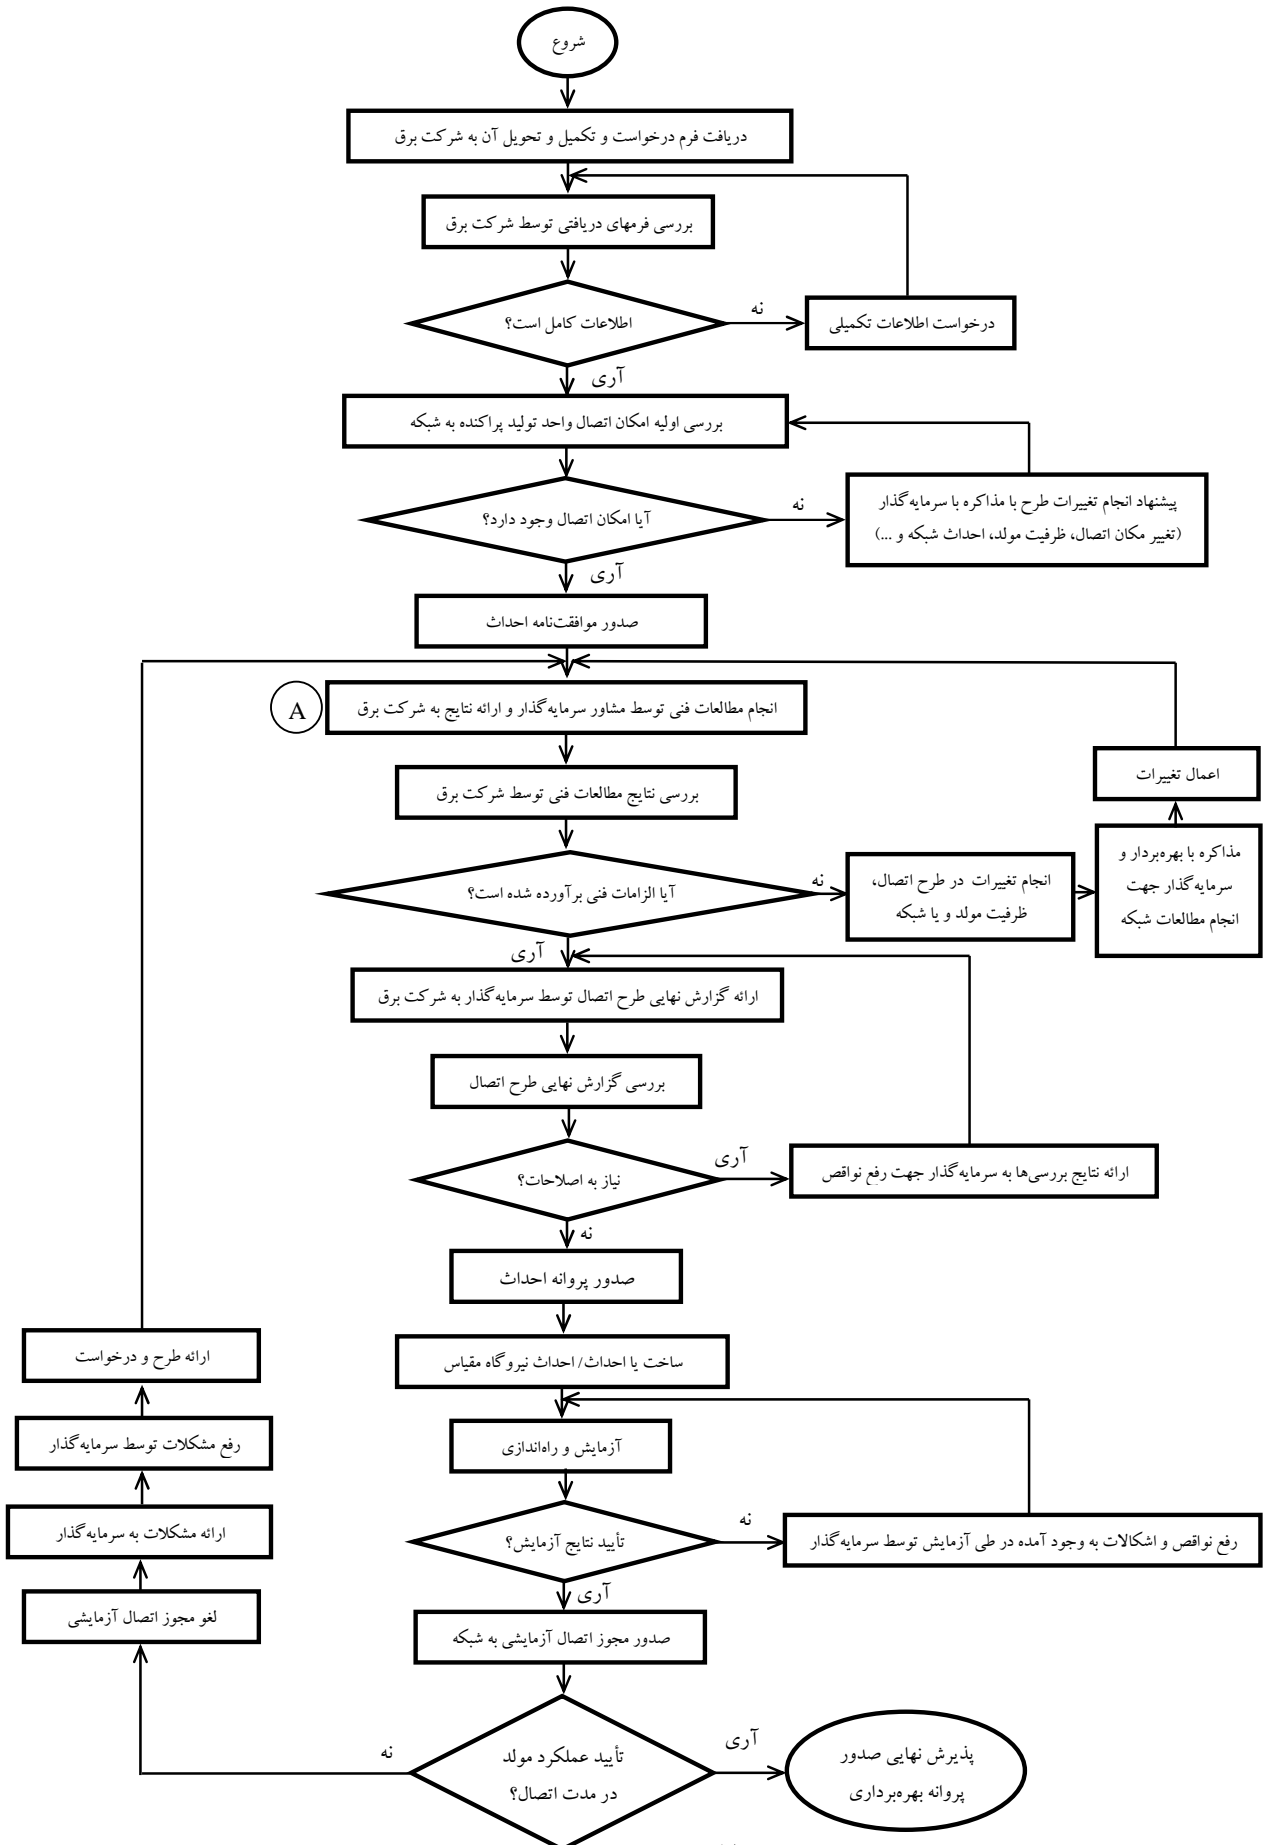 شروع
دریافت فرم درخواست و تکمیل و تحویل آن به شرکت برق
بررسی فرمهای دریافتی توسط شرکت برق
اطلاعات کامل است؟
نه
درخواست اطلاعات تکمیلی
آری
بررسی اولیه امکان اتصال واحد تولید پراکنده به شبکه
آیا امکان اتصال وجود دارد؟
نه
پیشنهاد انجام تغییرات طرح با مذاکره با سرمایه‌گذار
(تغییر مکان اتصال، ظرفیت مولد، احداث شبکه و ...)
آری
صدور موافقت‌نامه احداث
A
انجام مطالعات فنی توسط مشاور سرمایه‌گذار و ارائه نتایج به شرکت برق
بررسی نتایج مطالعات فنی توسط شرکت برق
آیا الزامات فنی برآورده شده است؟
نه
انجام تغییرات در طرح اتصال،
ظرفیت مولد و یا شبکه
مذاکره با بهره‌بردار و
سرمایه‌گذار جهت
انجام مطالعات شبکه
اعمال تغییرات
آری
ارائه گزارش نهایی طرح اتصال توسط سرمایه‌گذار به شرکت برق
بررسی گزارش نهایی طرح اتصال
نیاز به اصلاحات؟
آری
ارائه نتایج بررسی‌ها به سرمایه‌گذار جهت رفع نواقص
نه
صدور پروانه احداث
ساخت یا احداث/ احداث نیروگاه مقیاس
آزمایش و راه‌اندازی
تأیید نتایج آزمایش؟
نه
رفع نواقص و اشکالات به وجود آمده در طی آزمایش توسط سرمایه‌گذار
آری
صدور مجوز اتصال آزمایشی به شبکه
تأیید عملکرد مولد
در مدت اتصال؟
آری
پذیرش نهایی صدور
پروانه بهره‌برداری
نه
لغو مجوز اتصال آزمایشی
ارائه مشکلات به سرمایه‌گذار
رفع مشکلات توسط سرمایه‌گذار
ارائه طرح و درخواست